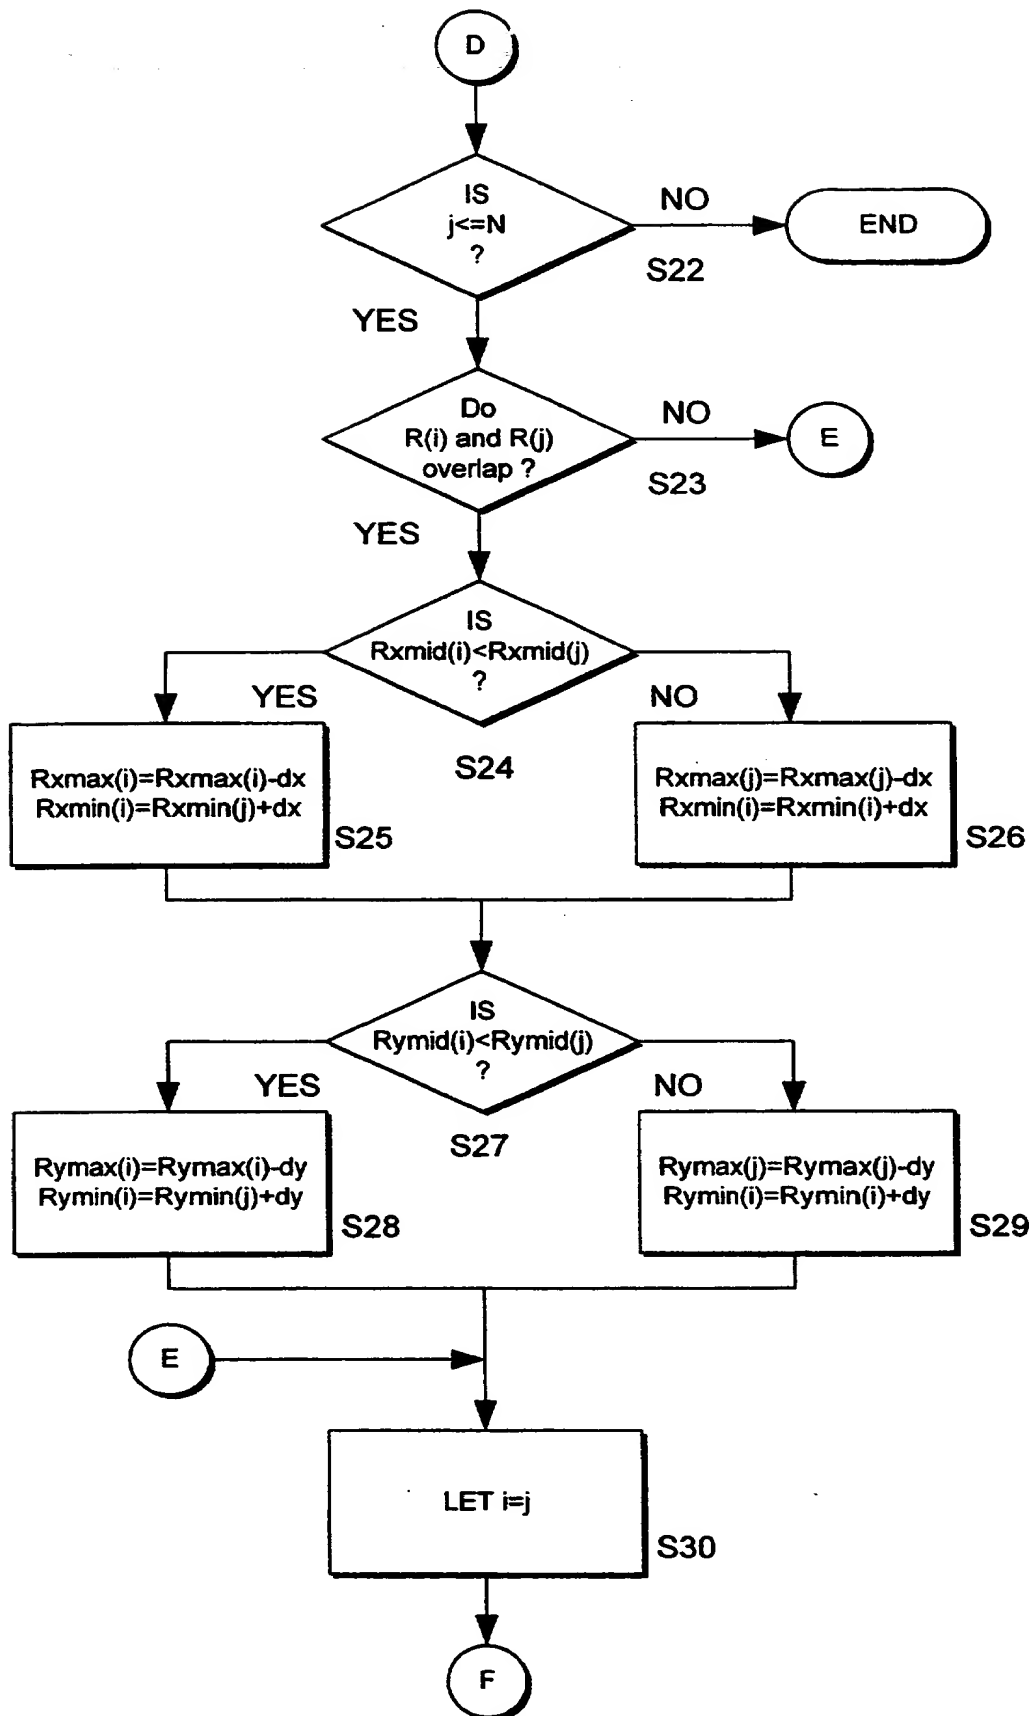 D
IS
j<=N
?
NO
END
S22
YES
Do
R(i) and R(j)
overlap ?
NO
E
S23
YES
IS
Rxmid(i)<Rxmid(j)
?
YES
NO
S24
Rxmax(i)=Rxmax(i)-dx
Rxmin(i)=Rxmin(j)+dx
S25
Rxmax(j)=Rxmax(j)-dx
Rxmin(i)=Rxmin(i)+dx
S26
IS
Rymid(i)<Rymid(j)
?
YES
NO
S27
Rymax(i)=Rymax(i)-dy
Rymin(i)=Rymin(j)+dy
S28
Rymax(j)=Rymax(j)-dy
Rymin(i)=Rymin(i)+dy
S29
E
LET i=j
S30
F